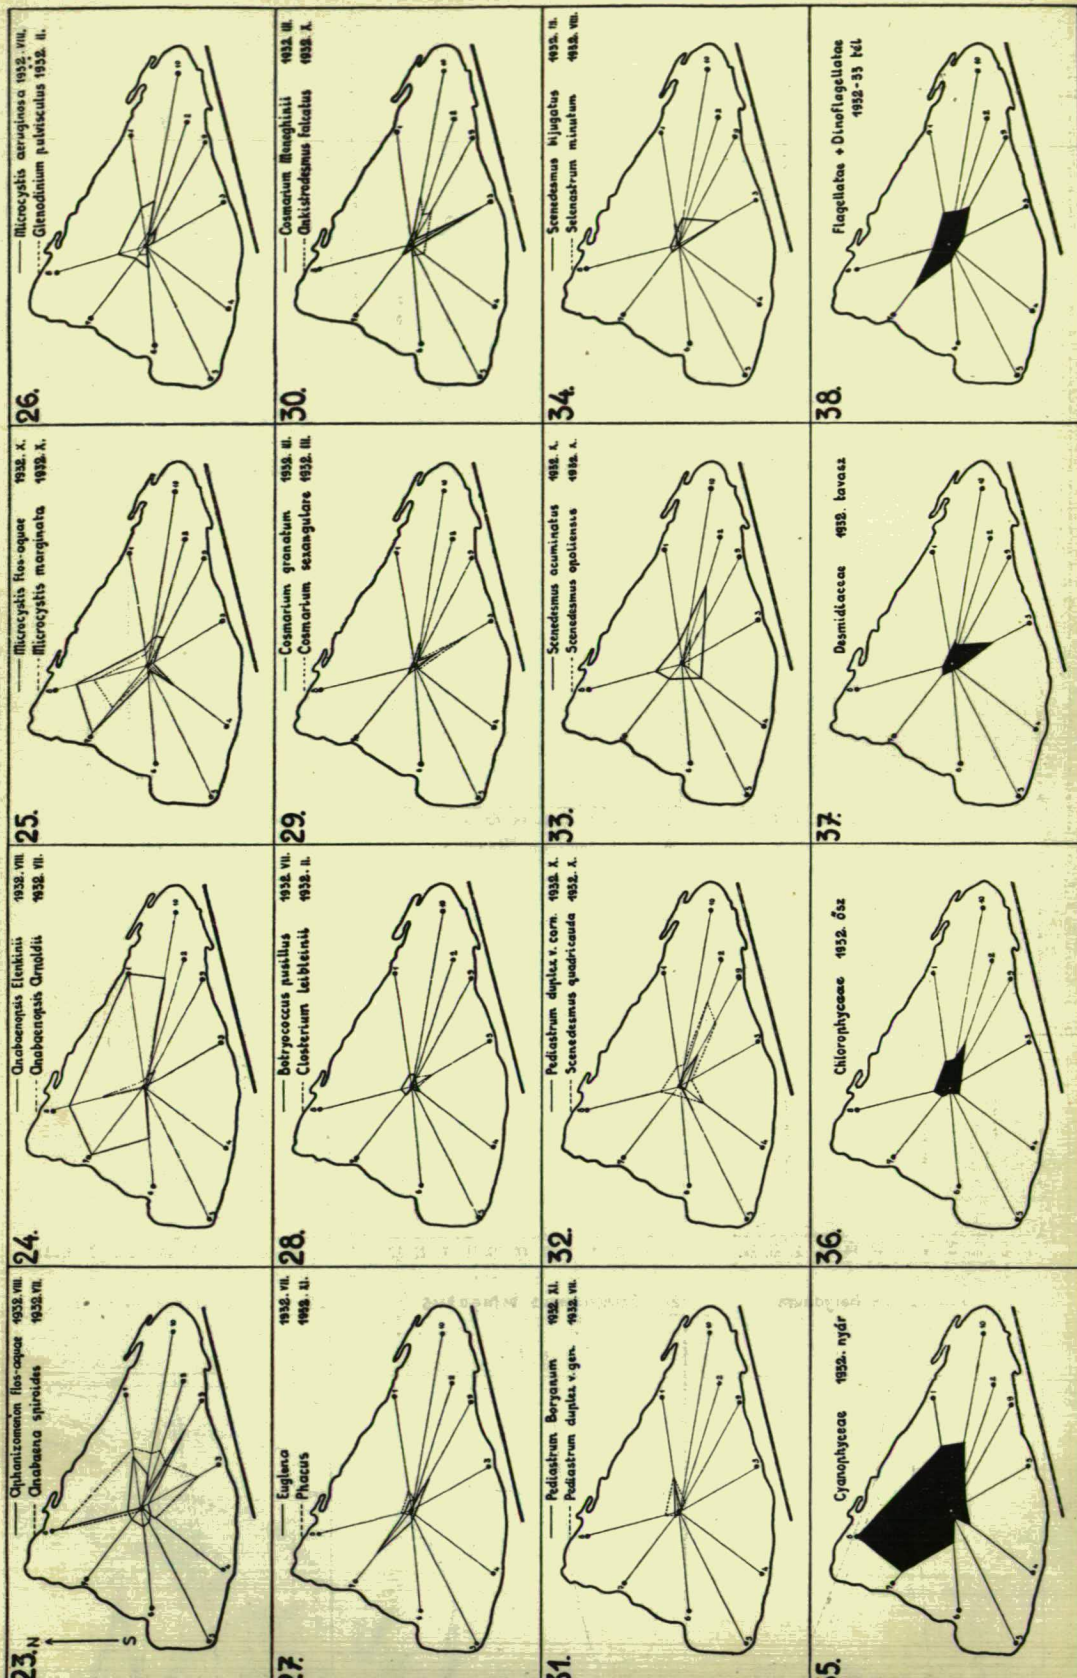 23.
N
S
Aphanizomenon flos-aquae 1932. VIII.
Anabaena spiroides 1932. VII.
24.
Anabaenopsis Elenkinii 1932. VIII.
Anabaenopsis Arnoldii 1932. VII.
25.
Microcystis flos-aquae 1932. X.
Microcystis marginata 1932. X.
26.
Microcystis aeruginosa 1932. VIII.
Glenodinium pulvisculus 1932. II.
27.
Euglena 1932. VII.
Phacus 1932. XI.
28.
Botryococcus pusillus 1932. VII.
Closterium Leibleinii 1932. II.
29.
Cosmarium granatum 1932. III.
Cosmarium sexangulare 1932. III.
30.
Cosmarium Meneghinii 1932. III.
Ankistrodesmus falcatus 1932. X.
31.
Pediastrum Boryanum 1932. XI.
Pediastrum duplex v. gen. 1932. VII.
32.
Pediastrum duplex v. corn. 1932. X.
Scenedesmus quadricauda 1932. X.
33.
Scenedesmus acuminatus 1932. X.
Scenedesmus opoliensis 1932. X.
34.
Scenedesmus bijugatus 1932.
Selenastrum minutum 1932. VIII.
35.
Cyanophyceae 1932. nyár
36.
Chlorophyceae 1932. ősz
37.
Desmidiaceae 1932. tavasz
38.
Flagellatae + Dinoflagellatae
1932-33 tél